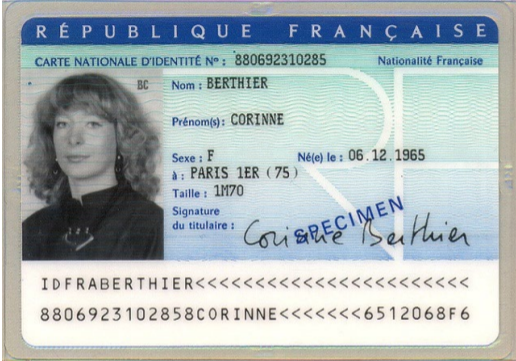 RÉPUBLIQUE FRANÇAISE
CARTE NATIONALE D'IDENTITÉ Nº : 880692310285 Nationalité Française
BC
Nom : BERTHIER
Prénom(s) : CORINNE
Sexe : F Né(e) le : 06.12.1965
à : PARIS 1ER (75)
Taille : 1M70
Signature
du titulaire : Corinne Berthier
SPECIMEN
IDFRABERTHIER<<<<<<<<<<<<<<<<<<<<<<<
8806923102858CORINNE<<<<<<<6512068F6